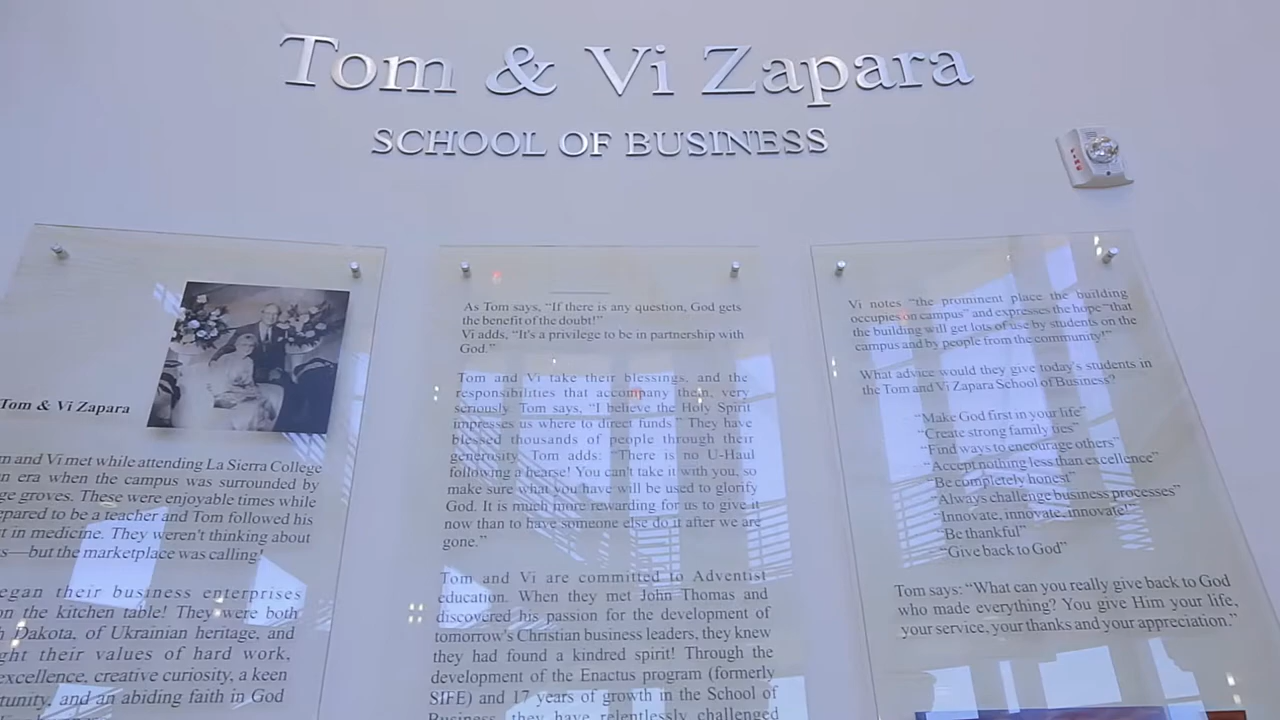 Tom & Vi Zapara
SCHOOL OF BUSINESS
Tom & Vi Zapara
and Vi met while attending La Sierra College
era when the campus was surrounded by
groves. These were enjoyable times while
to be a teacher and Tom followed his
in medicine. They weren't thinking about
—but the marketplace was calling!
their business enterprises
the kitchen table! They were both
Dakota, of Ukrainian heritage, and
their values of hard work,
excellence, creative curiosity, a keen
and an abiding faith in God
As Tom says, “If there is any question, God gets
the benefit of the doubt!”
Vi adds, “It's a privilege to be in partnership with
God.”
Tom and Vi take their blessings, and the
responsibilities that accompany them, very
seriously. Tom says, “I believe the Holy Spirit
impresses us where to direct funds.” They have
blessed thousands of people through their
generosity. Tom adds: “There is no U-Haul
following a hearse! You can't take it with you, so
make sure what you have will be used to glorify
God. It is much more rewarding for us to give it
now than to have someone else do it after we are
gone.”
Tom and Vi are committed to Adventist
education. When they met John Thomas and
discovered his passion for the development of
tomorrow's Christian business leaders, they knew
they had found a kindred spirit! Through the
development of the Enactus program (formerly
SIFE) and 17 years of growth in the School of
Business, they have relentlessly challenged
Vi notes “the prominent place the building
occupies on campus” and expresses the hope “that
the building will get lots of use by students on the
campus and by people from the community!”
What advice would they give today's students in
the Tom and Vi Zapara School of Business?
“Make God first in your life”
“Create strong family ties”
“Find ways to encourage others”
“Accept nothing less than excellence”
“Be completely honest”
“Always challenge business processes”
“Innovate, innovate, innovate!”
“Be thankful”
“Give back to God”
Tom says: “What can you really give back to God
who made everything? You give Him your life,
your service, your thanks and your appreciation.”